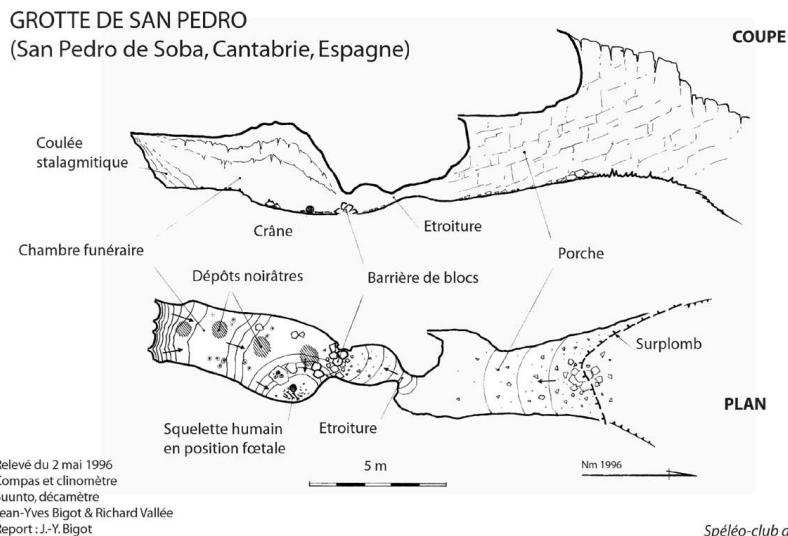 GROTTE DE SAN PEDRO
(San Pedro de Soba, Cantabrie, Espagne)
COUPE
Coulée
stalagmitique
Crâne
Etroiture
Chambre funéraire
Porche
Dépôts noirâtres
Barrière de blocs
Surplomb
PLAN
Squelette humain
en position fœtale
Etroiture
5 m
Nm 1996
Relevé du 2 mai 1996
Compas et clinomètre
Suunto, décamètre
Jean-Yves Bigot & Richard Vallée
Report : J.-Y. Bigot
Spéléo-club d